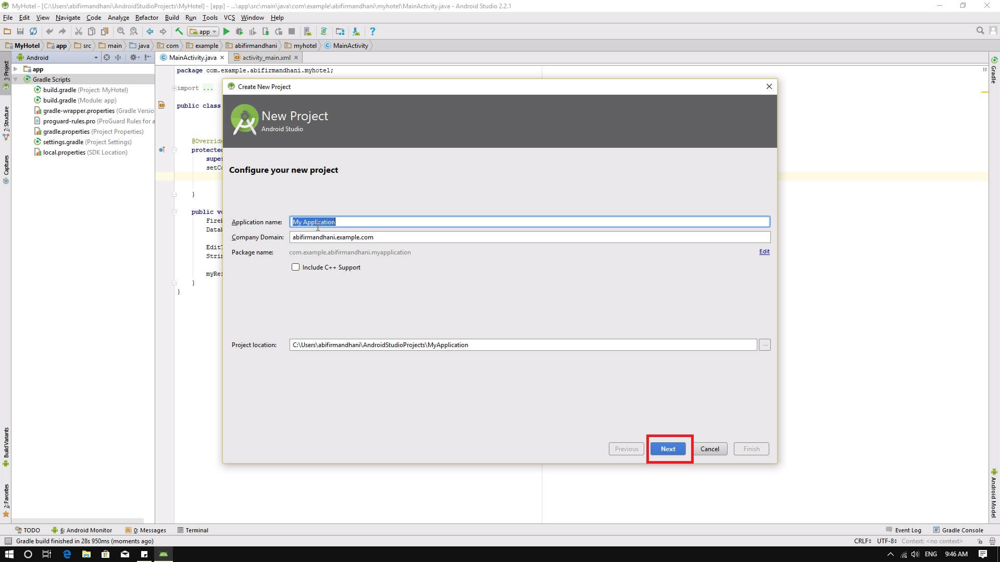 MyHotel - [C:\Users\abifirmandhani\AndroidStudioProjects\MyHotel] - [app] - ...\app\src\main\java\com\example\abifirmandhani\myhotel\MainActivity.java - Android Studio 2.2.1
File Edit View Navigate Code Analyze Refactor Build Run Tools VCS Window Help
app
MyHotel app src main java com example abifirmandhani myhotel MainActivity
1: Project
7: Structure
Captures
Build Variants
2: Favorites
Android
app
Gradle Scripts
build.gradle (Project: MyHotel)
build.gradle (Module: app)
gradle-wrapper.properties (Gradle Versio
proguard-rules.pro (ProGuard Rules for a
gradle.properties (Project Properties)
settings.gradle (Project Settings)
local.properties (SDK Location)
MainActivity.java activity_main.xml
package com.example.abifirmandhani.myhotel;
import ...
public class
@Override
protected
super
setCo
}
public vo
Fireb
Datab
EditT
Strin
myRef
}
}
Create New Project
New Project
Android Studio
Configure your new project
Application name: My Application
Company Domain: abifirmandhani.example.com
Package name: com.example.abifirmandhani.myapplication Edit
Include C++ Support
Project location: C:\Users\abifirmandhani\AndroidStudioProjects\MyApplication ...
Previous Next Cancel Finish
Gradle
Android Model
TODO 6: Android Monitor 0: Messages Terminal Event Log Gradle Console
Gradle build finished in 28s 950ms (moments ago) CRLF UTF-8 Context: <no context>
ENG 9:46 AM